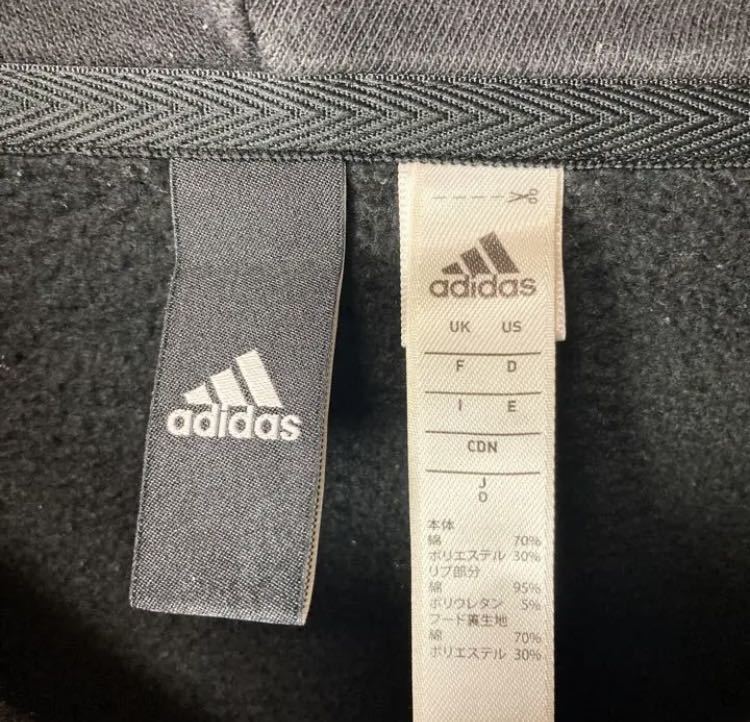 adidas
adidas
UK US
F D
I E
CDN
J
O
本体
綿 70%
ポリエステル 30%
リブ部分
綿 95%
ポリウレタン 5%
フード裏生地
綿 70%
ポリエステル 30%